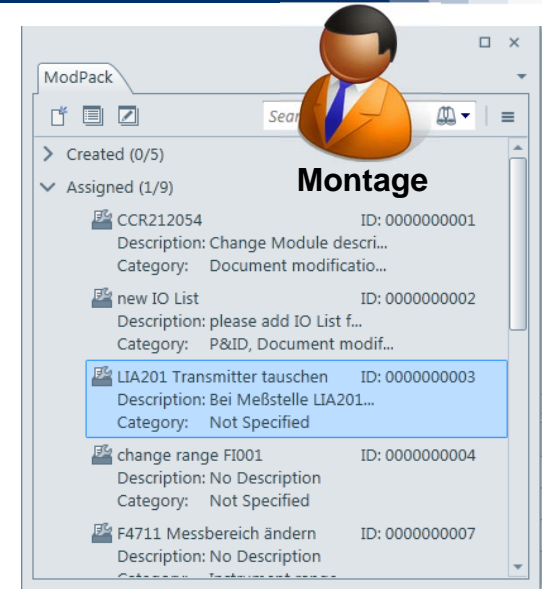 ModPack
Sear
Created (0/5)
Montage
Assigned (1/9)
CCR212054 ID: 0000000001
Description: Change Module descri...
Category: Document modificatio...
new IO List ID: 0000000002
Description: please add IO List f...
Category: P&ID, Document modif...
LIA201 Transmitter tauschen ID: 0000000003
Description: Bei Meßstelle LIA201...
Category: Not Specified
change range FI001 ID: 0000000004
Description: No Description
Category: Not Specified
F4711 Messbereich ändern ID: 0000000007
Description: No Description
Category: Instrument range